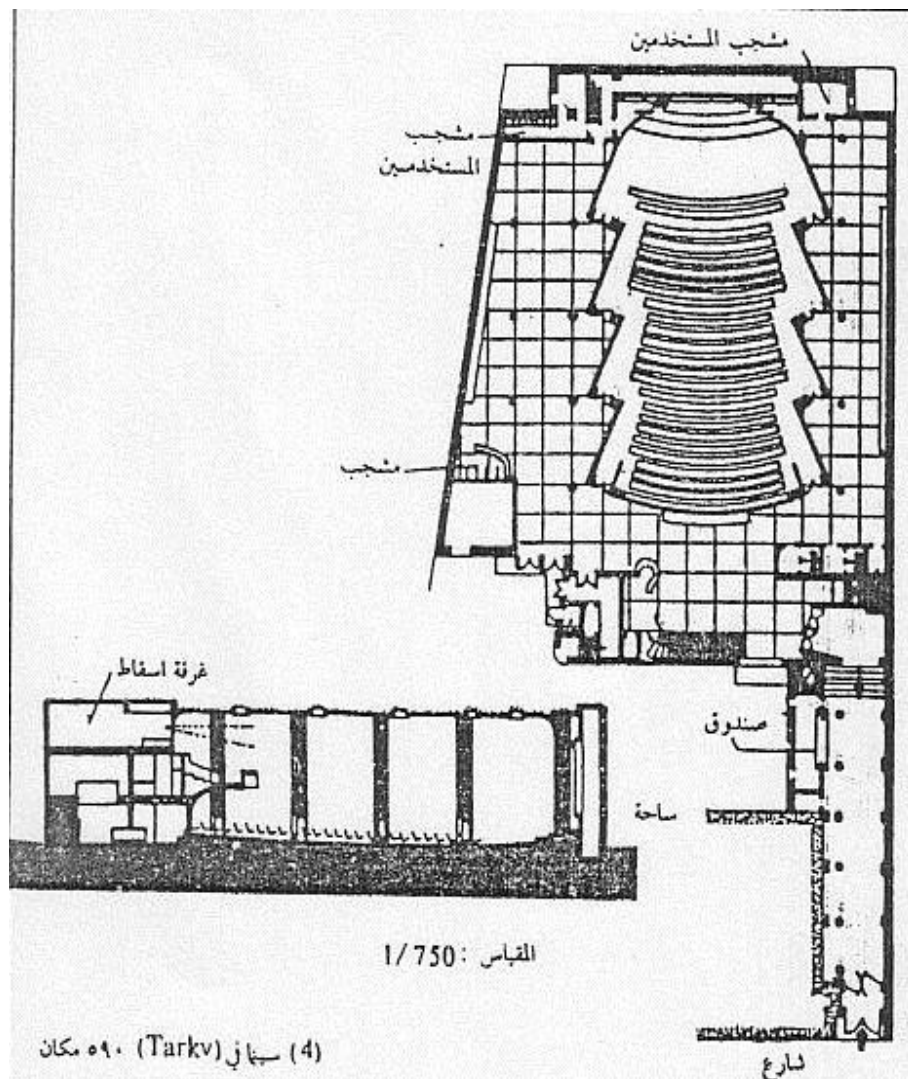 مشجب المستخدمين
مشجب
المستخدمين
مشجب
غرفة اسقاط
صندوق
ساحة
المقياس : 1/750
(4) سينما في (Tarkv) ٥٩٠ مكان
شارع